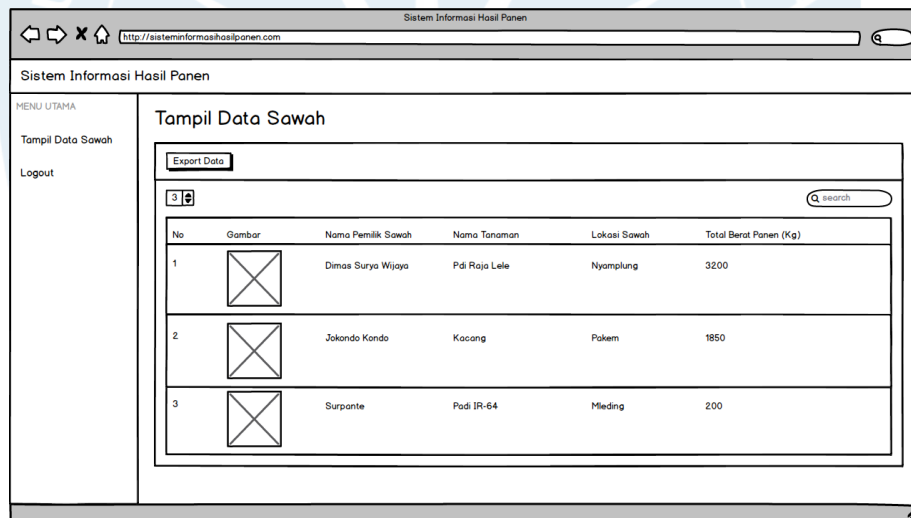 Sistem Informasi Hasil Panen
http://sisteminformasihasilpanen.com
Sistem Informasi Hasil Panen
MENU UTAMA
Tampil Data Sawah
Logout
Tampil Data Sawah
Export Data
3
search
No Gambar Nama Pemilik Sawah Nama Tanaman Lokasi Sawah Total Berat Panen (Kg)
1 Dimas Surya Wijaya Pdi Raja Lele Nyamplung 3200
2 Jokondo Kondo Kacang Pakem 1850
3 Surpante Padi IR-64 Mleding 200